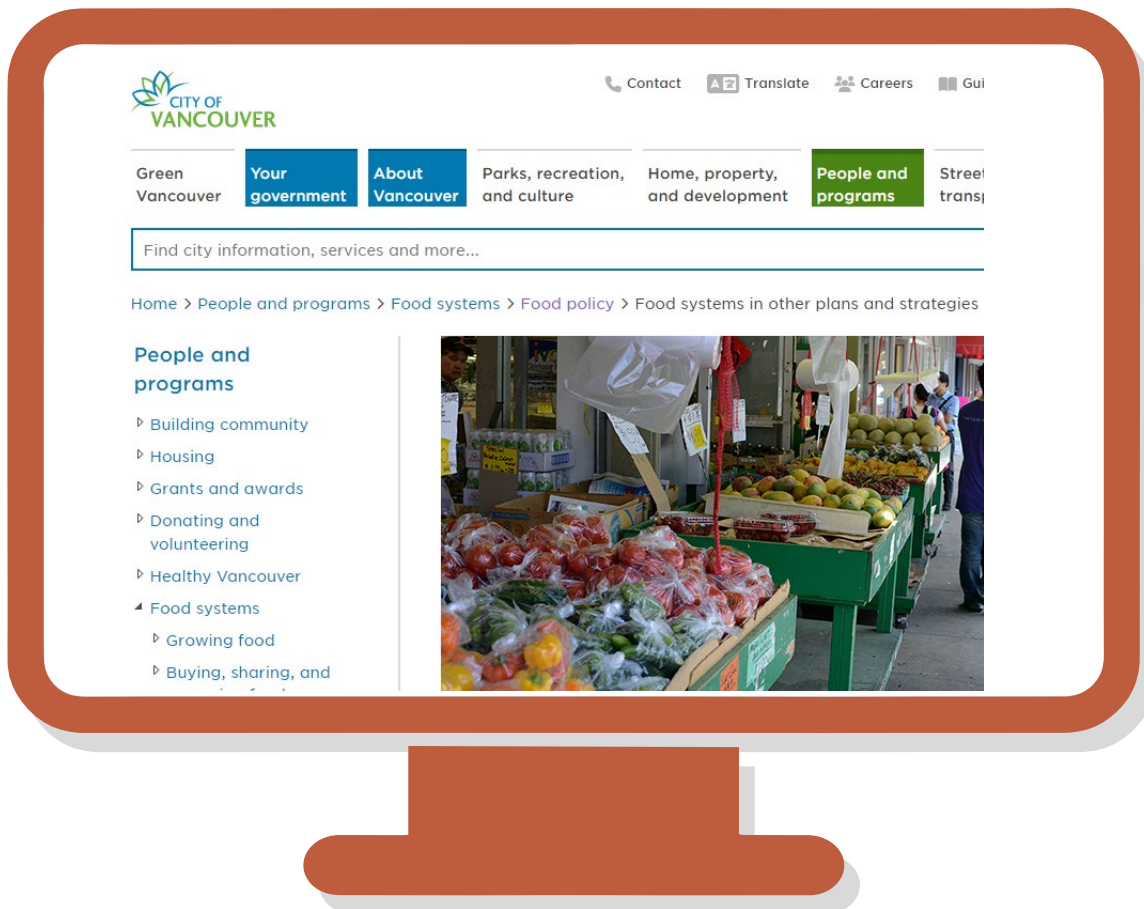 CITY OF
VANCOUVER
Contact
Translate
Careers
Gui
Green
Vancouver
Your
government
About
Vancouver
Parks, recreation,
and culture
Home, property,
and development
People and
programs
Street
trans
Find city information, services and more...
Home > People and programs > Food systems > Food policy > Food systems in other plans and strategies
People and
programs
Building community
Housing
Grants and awards
Donating and
volunteering
Healthy Vancouver
Food systems
Growing food
Buying, sharing, and